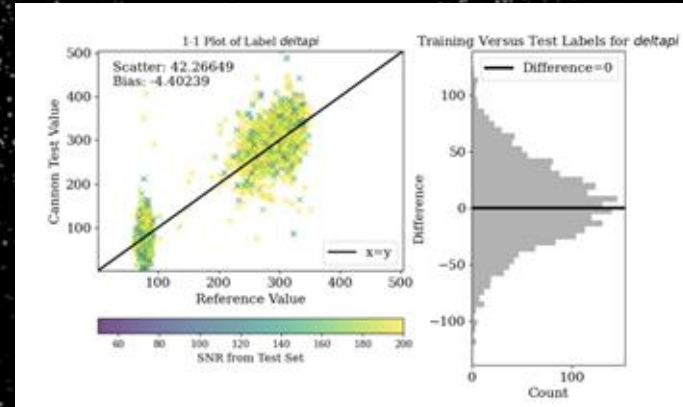 1-1 Plot of Label deltapi
Scatter: 42.26649
Bias: -4.40239
500
400
300
200
100
Cannon Test Value
x=y
100 200 300 400 500
Reference Value
60 80 100 120 140 160 180 200
SNR from Test Set
Training Versus Test Labels for deltapi
Difference=0
100
50
0
−50
−100
Difference
0 100
Count